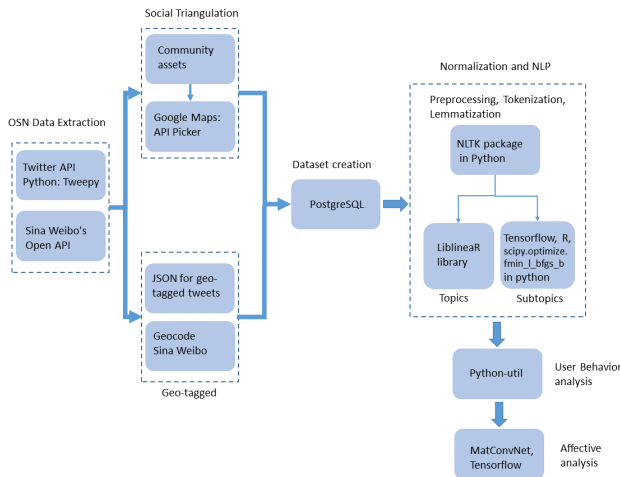 Social Triangulation
Community
assets
Google Maps:
API Picker
OSN Data Extraction
Twitter API
Python: Tweepy
Sina Weibo's
Open API
JSON for geo-
tagged tweets
Geocode
Sina Weibo
Geo-tagged
Dataset creation
PostgreSQL
Normalization and NLP
Preprocessing, Tokenization,
Lemmatization
NLTK package
in Python
LiblineaR
library
Topics
Tensorflow, R,
scipy.optimize.
fmin_l_bfgs_b
in python
Subtopics
Python-util
User Behavior
analysis
MatConvNet,
Tensorflow
Affective
analysis